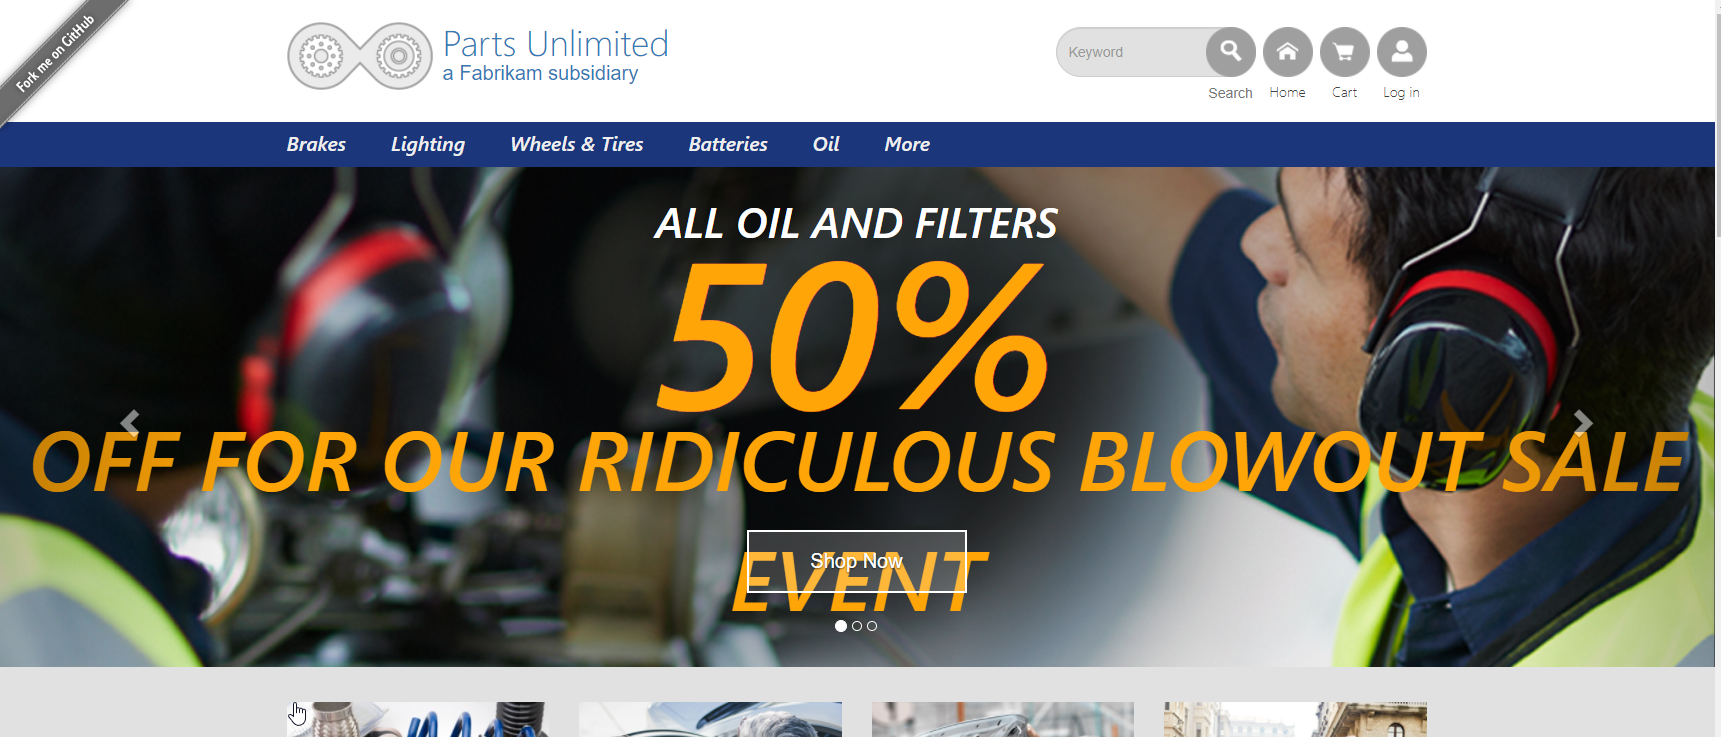 Fork me on GitHub
Parts Unlimited
a Fabrikam subsidiary
Keyword
Search
Home
Cart
Log in
Brakes
Lighting
Wheels & Tires
Batteries
Oil
More
ALL OIL AND FILTERS
50%
OFF FOR OUR RIDICULOUS BLOWOUT SALE
EVENT
Shop Now